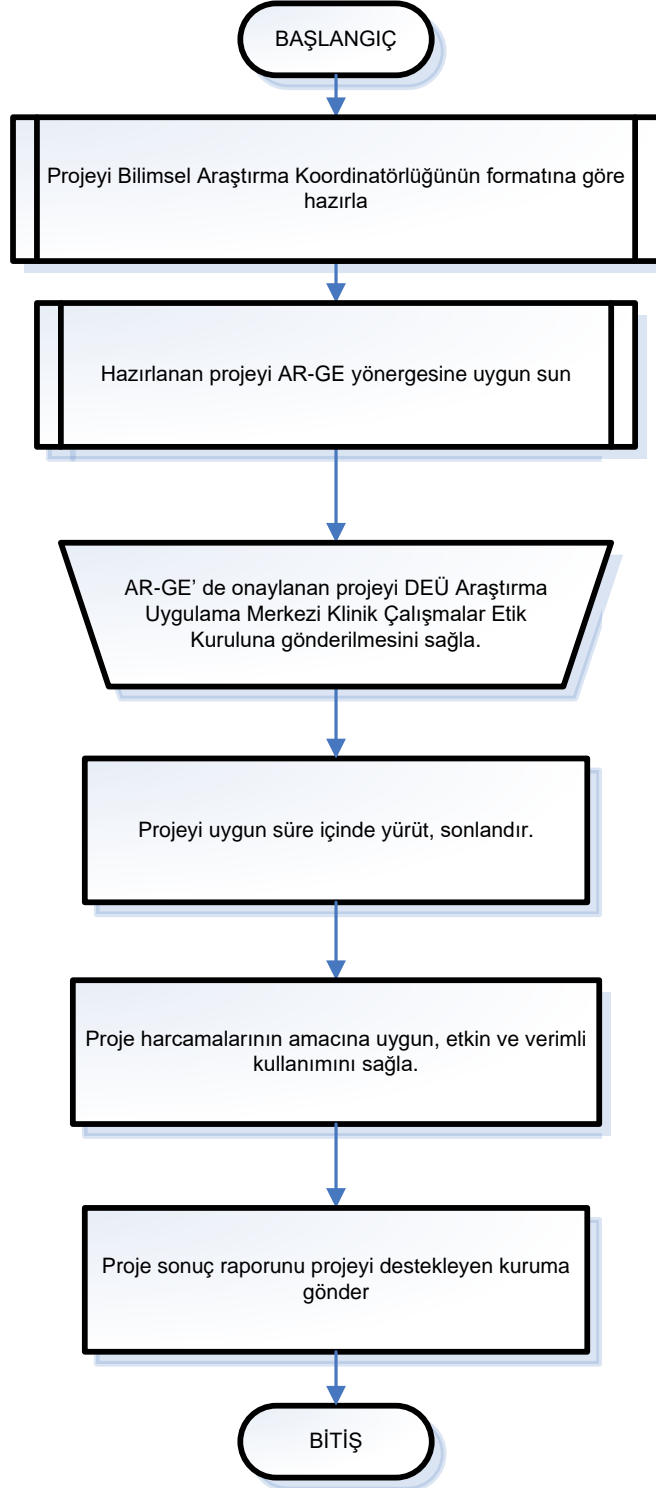 BAŞLANGIÇ
Projeyi Bilimsel Araştırma Koordinatörlüğünün formatına göre
hazırla
Hazırlanan projeyi AR-GE yönergesine uygun sun
AR-GE’ de onaylanan projeyi DEÜ Araştırma
Uygulama Merkezi Klinik Çalışmalar Etik
Kuruluna gönderilmesini sağla.
Projeyi uygun süre içinde yürüt, sonlandır.
Proje harcamalarının amacına uygun, etkin ve verimli
kullanımını sağla.
Proje sonuç raporunu projeyi destekleyen kuruma
gönder
BİTİŞ